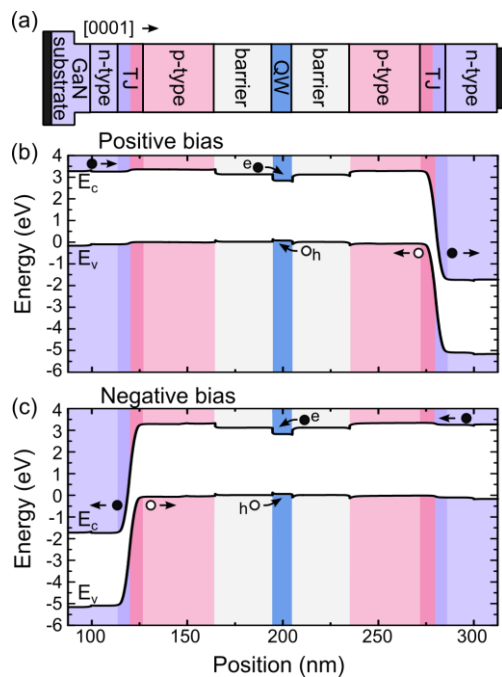 (a) [0001]
GaN
substrate
n-type
TJ
p-type
barrier
QW
barrier
p-type
TJ
n-type
(b) Positive bias
4
3
2
1
0
-1
-2
-3
-4
-5
-6
Energy (eV)
Ec
e
Ev
h
(c) Negative bias
4
3
2
1
0
-1
-2
-3
-4
-5
-6
Energy (eV)
e
h
Ec
Ev
100 150 200 250 300
Position (nm)